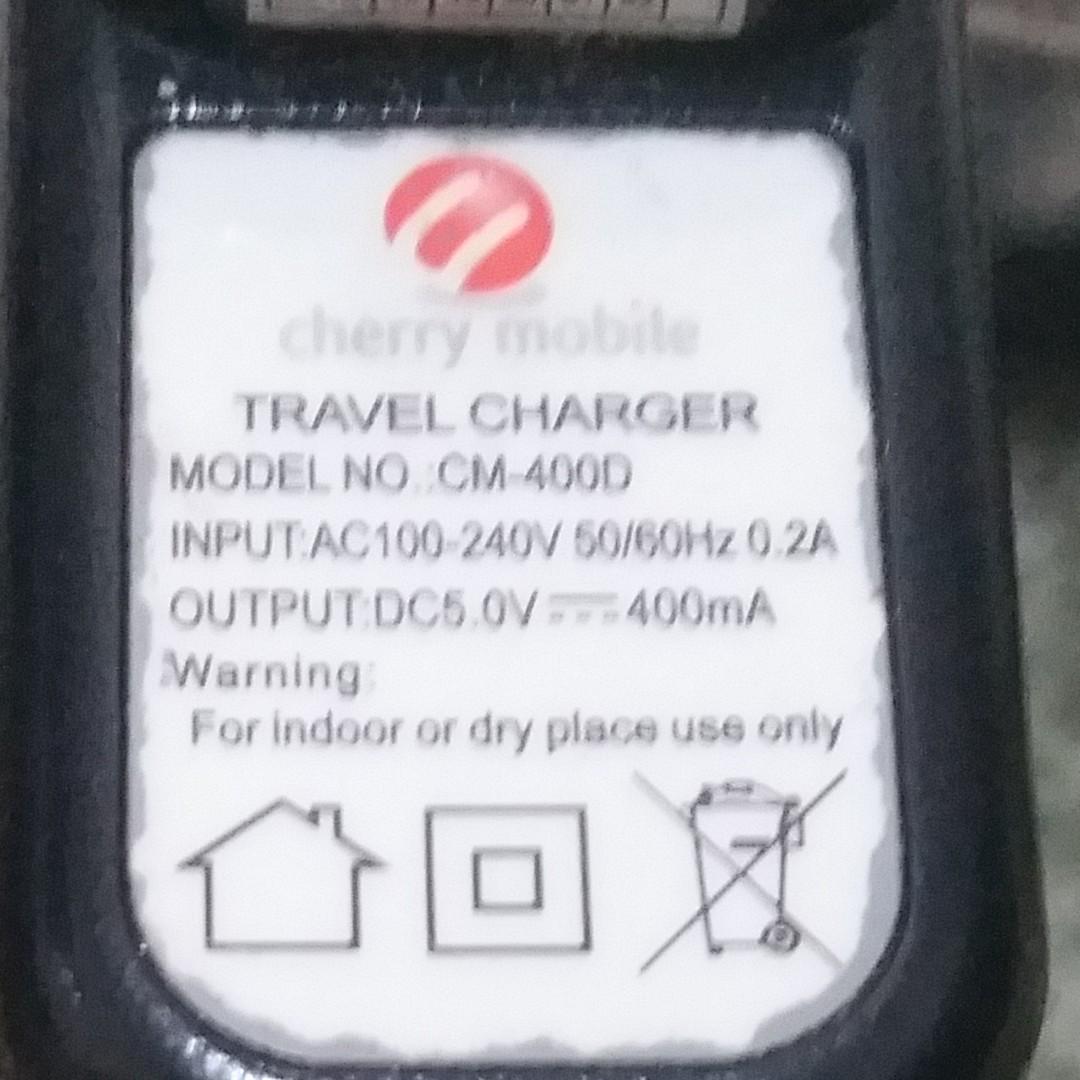 cherry mobile
TRAVEL CHARGER
MODEL NO.:CM-400D
INPUT:AC100-240V 50/60Hz 0.2A
OUTPUT:DC5.0V⎓400mA
Warning:
For indoor or dry place use only